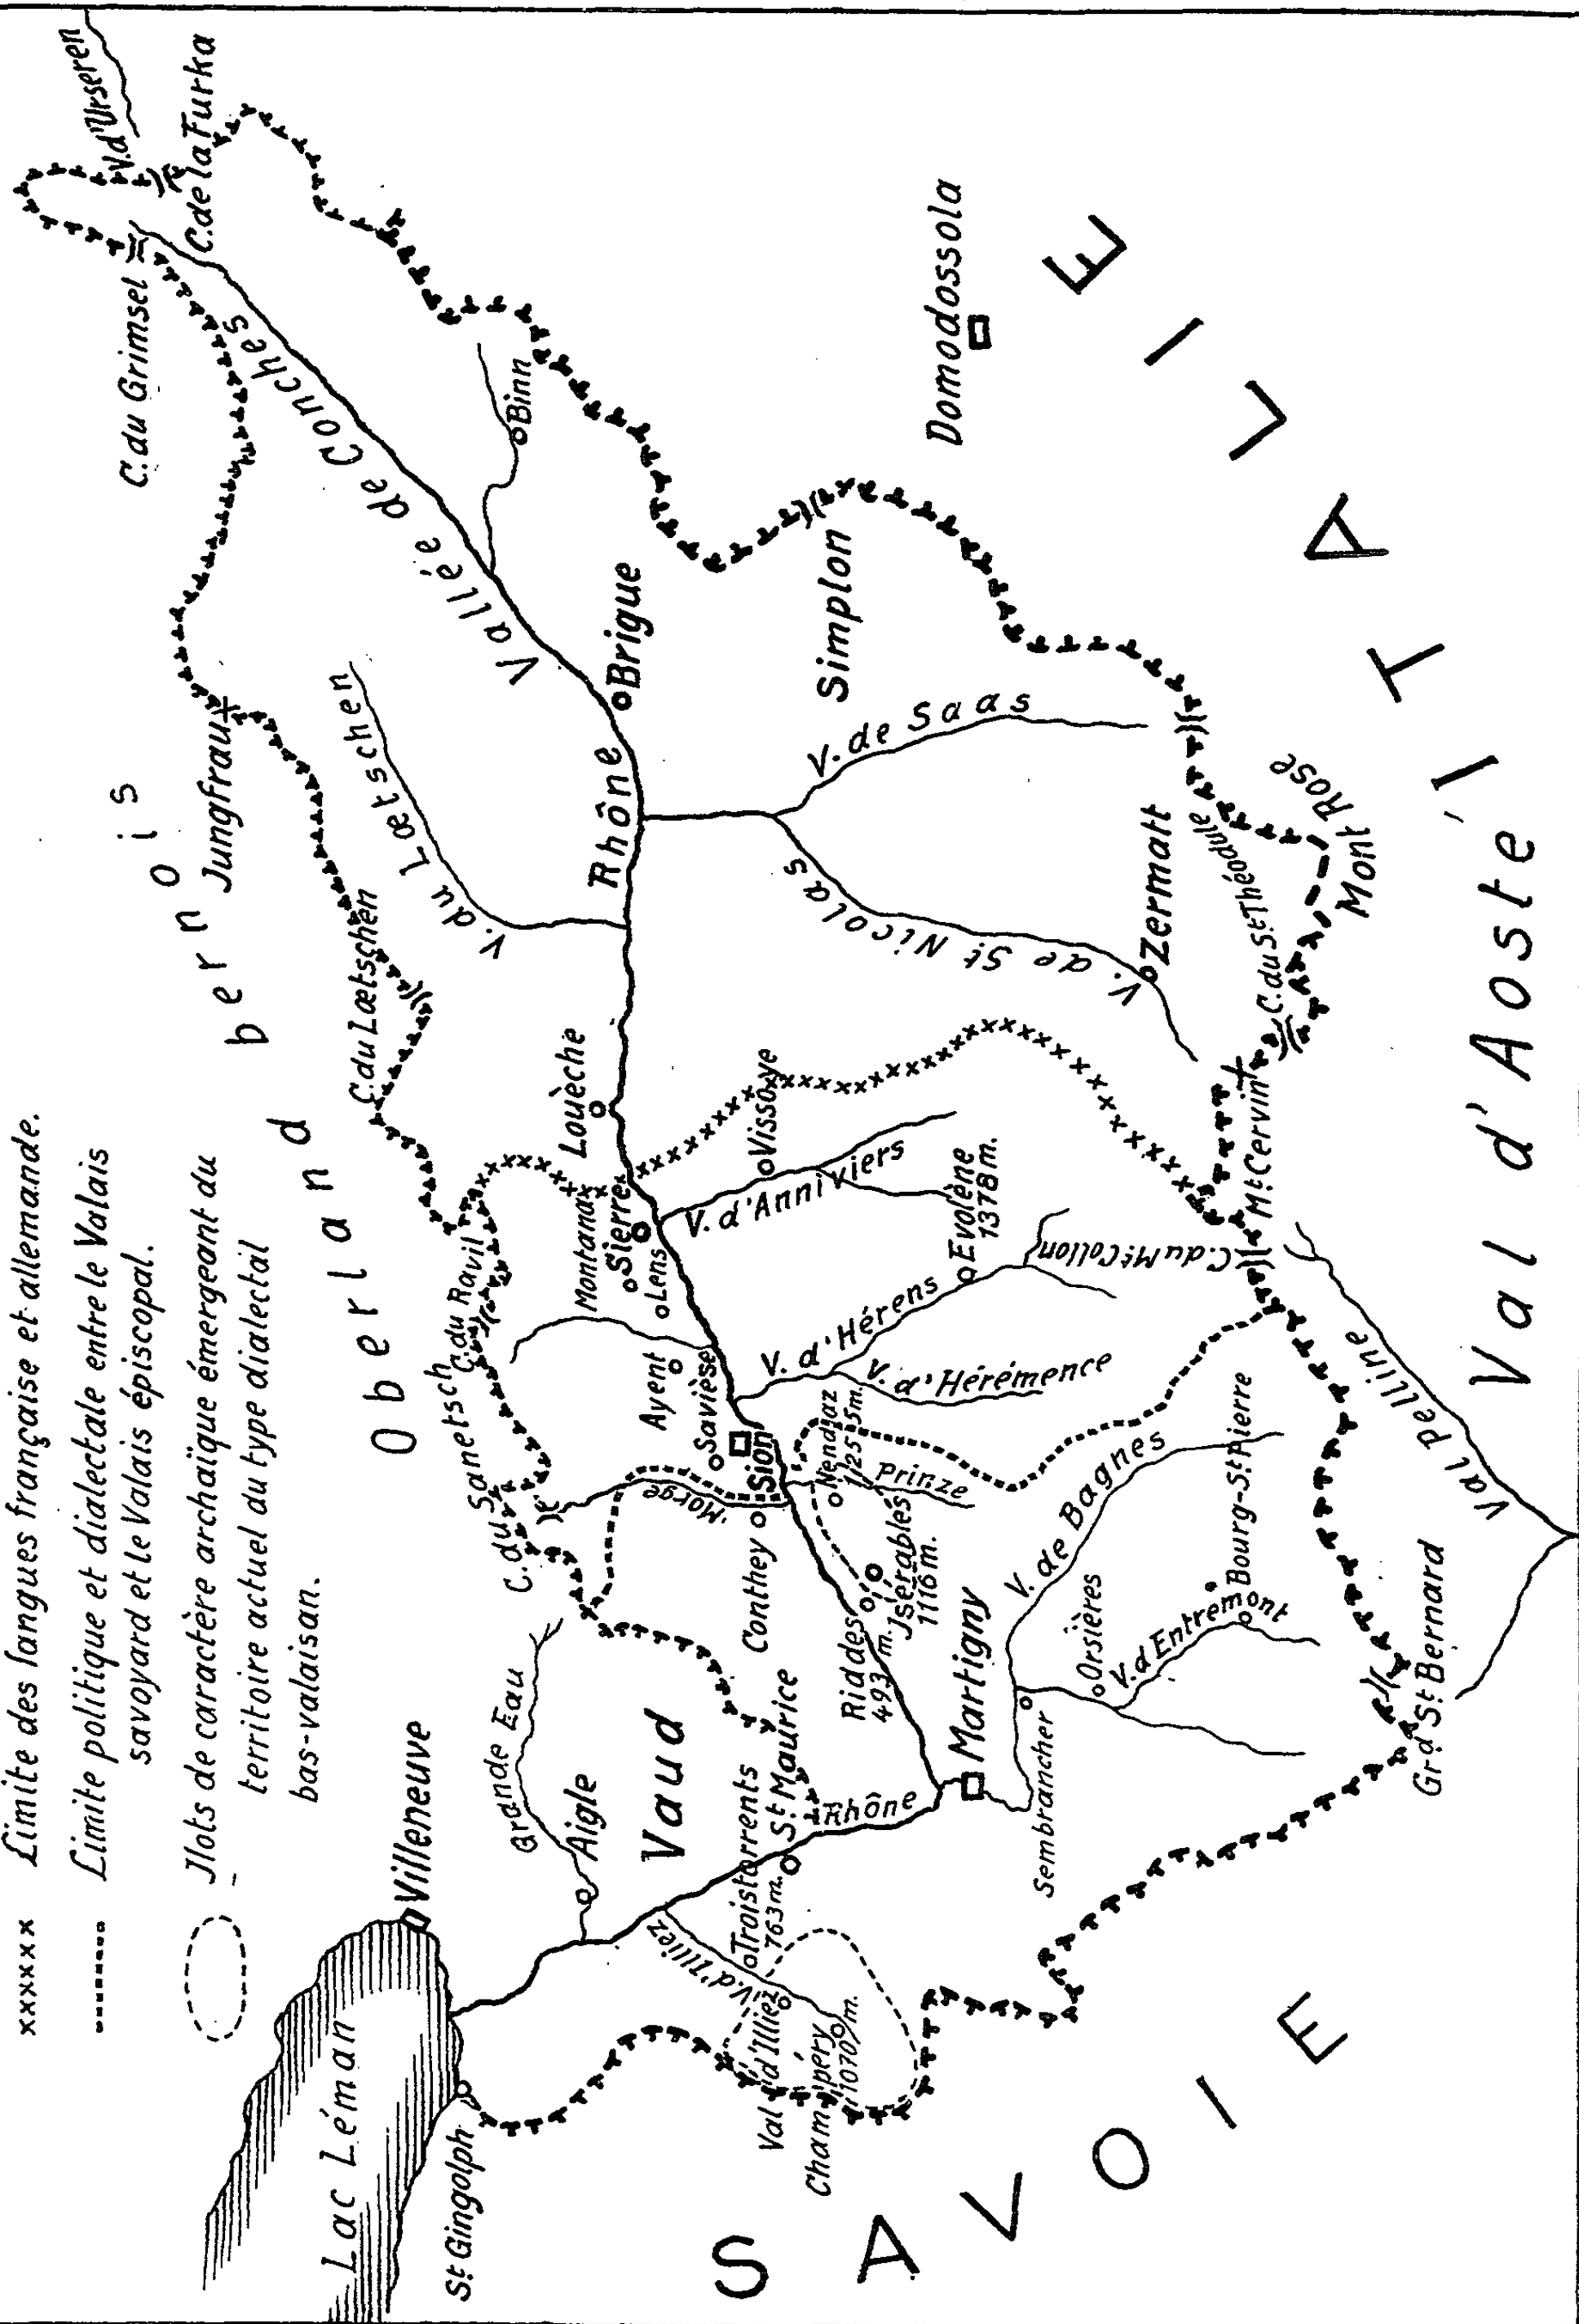 xxxxxx Limite des langues française et allemande.
Limite politique et dialectale entre le Valais
savoyard et le Valais épiscopal.
Ilots de caractère archaïque émergeant du
territoire actuel du type dialectal
bas-valaisan.
Lac Léman
Villeneuve
St Gingolph
Grande Eau
Aigle
Vaud
Oberland bernois
Jungfrau
C. du Grimsel
V. d'Urseren
C. de la Furka
C. du Lœtschen
V. du Lœtschen
Vallée de Conches
Binn
C. du Sanetsch
C. du Ravil
Morge
Ayent
Savièse
Sion
Conthey
Montana
Lens
Sierre
Louèche
Rhône
Brigue
Simplon
Domodossola
V. d'Illiez
Troistorrents
763 m.
Val d'Illiez
Champéry
1070 m.
St Maurice
Rhône
Riddes
493 m.
Isérables
1116 m.
Nendaz
1255 m.
Prinze
Martigny
Sembrancher
Orsières
V. d'Entremont
Bourg-St Pierre
V. de Bagnes
V. d'Hérens
V. d'Hérémence
Evolène
1378 m.
V. d'Anniviers
Vissoye
V. de St Nicolas
V. de Saas
Zermatt
C. du St Théodule
Mont Rose
Mt Cervin
C. du Mt Collon
Grd St Bernard
Val Pelline
Val d'Aoste
SAVOIE
ITALIE